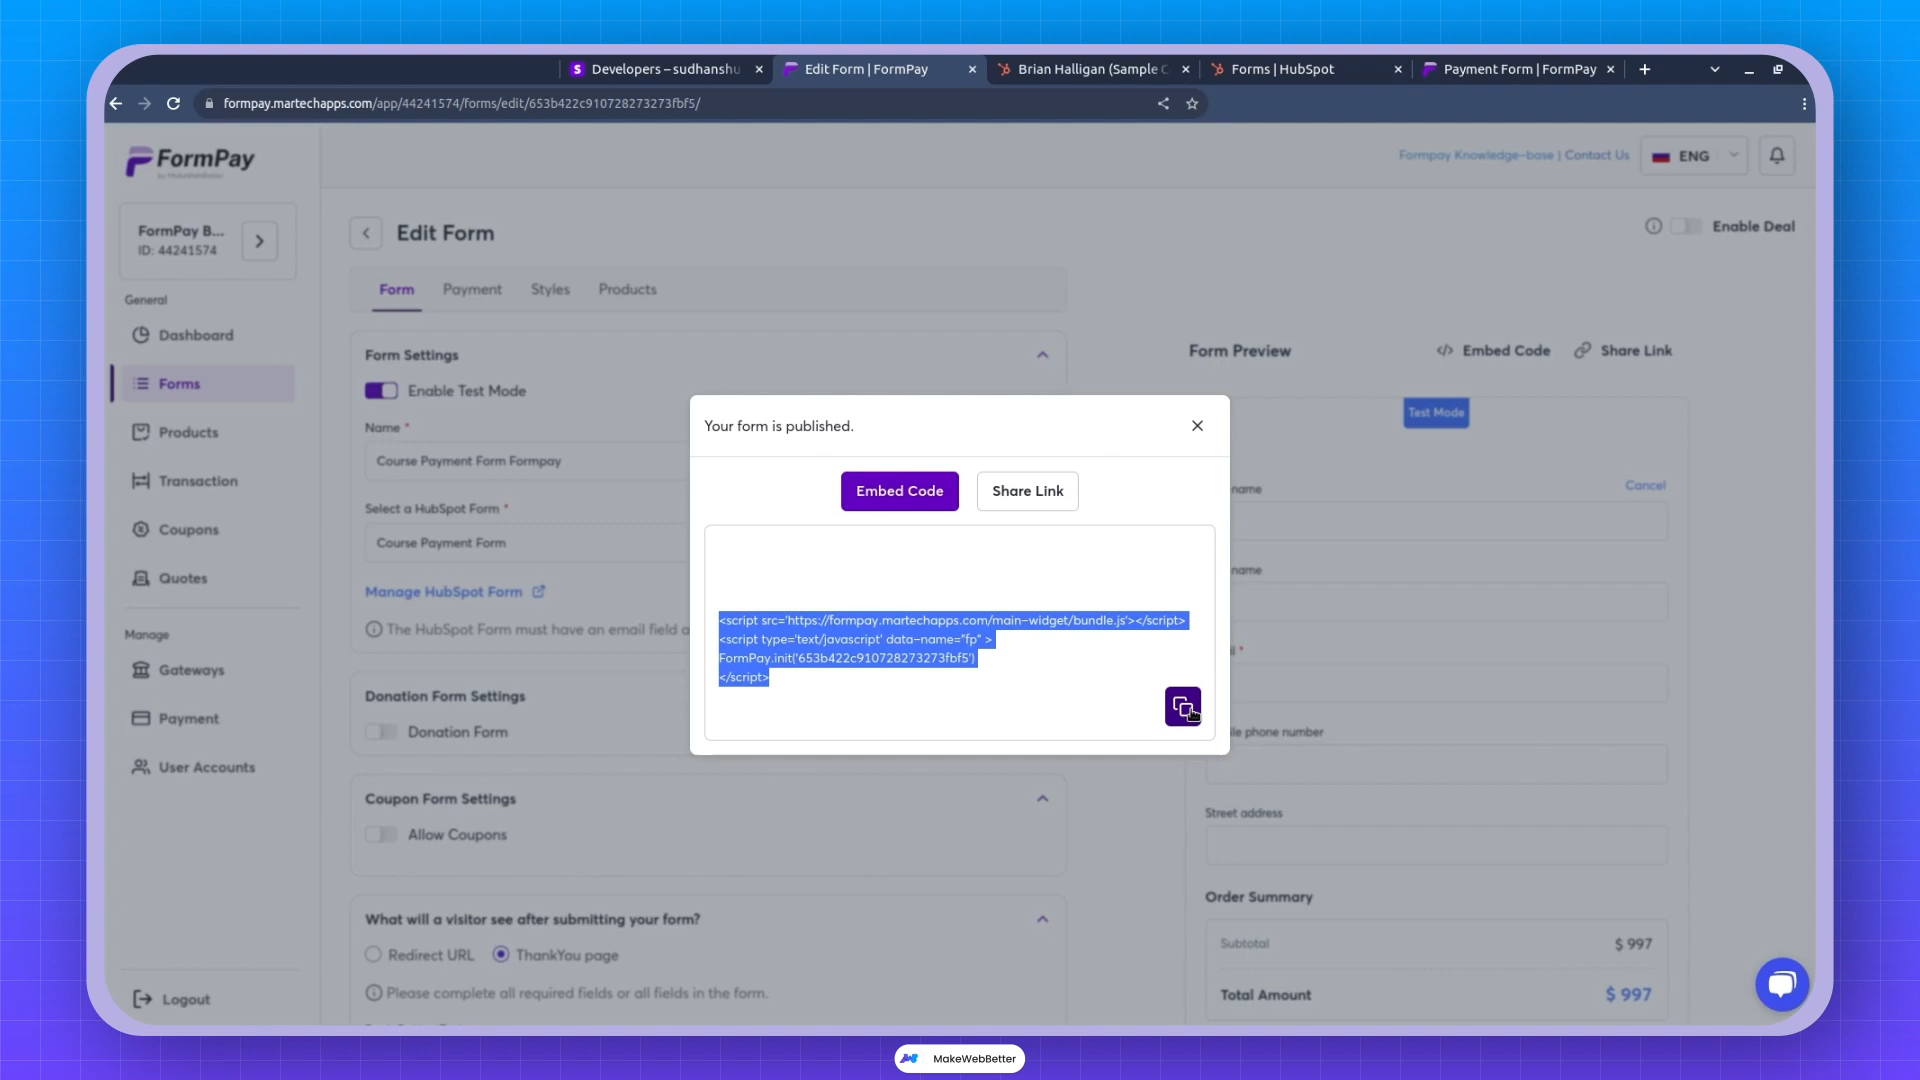 Developers – sudhanshu
Edit Form | FormPay
Brian Halligan (Sample C
Forms | HubSpot
Payment Form | FormPay
formpay.martechapps.com/app/44241574/forms/edit/653b422c910728273273fbf5/
FormPay
by MakeWebBetter
Formpay Knowledge-base | Contact Us
ENG
FormPay B...
ID: 44241574
Edit Form
Enable Deal
General
Form Payment Styles Products
Dashboard
Forms
Products
Transaction
Coupons
Quotes
Manage
Gateways
Payment
User Accounts
Logout
Form Settings
Enable Test Mode
Name *
Course Payment Form Formpay
Select a HubSpot Form *
Course Payment Form
Manage HubSpot Form
The HubSpot Form must have an email field a
Donation Form Settings
Donation Form
Coupon Form Settings
Allow Coupons
What will a visitor see after submitting your form?
Redirect URL ThankYou page
Please complete all required fields or all fields in the form.
Your form is published.
Embed Code Share Link
<script src='https://formpay.martechapps.com/main-widget/bundle.js'></script>
<script type='text/javascript' data-name="fp" >
FormPay.init('653b422c910728273273fbf5')
</script>
Form Preview
</> Embed Code Share Link
Test Mode
name
Cancel
name
*
phone number
Street address
Order Summary
Subtotal $ 997
Total Amount $ 997
MakeWebBetter